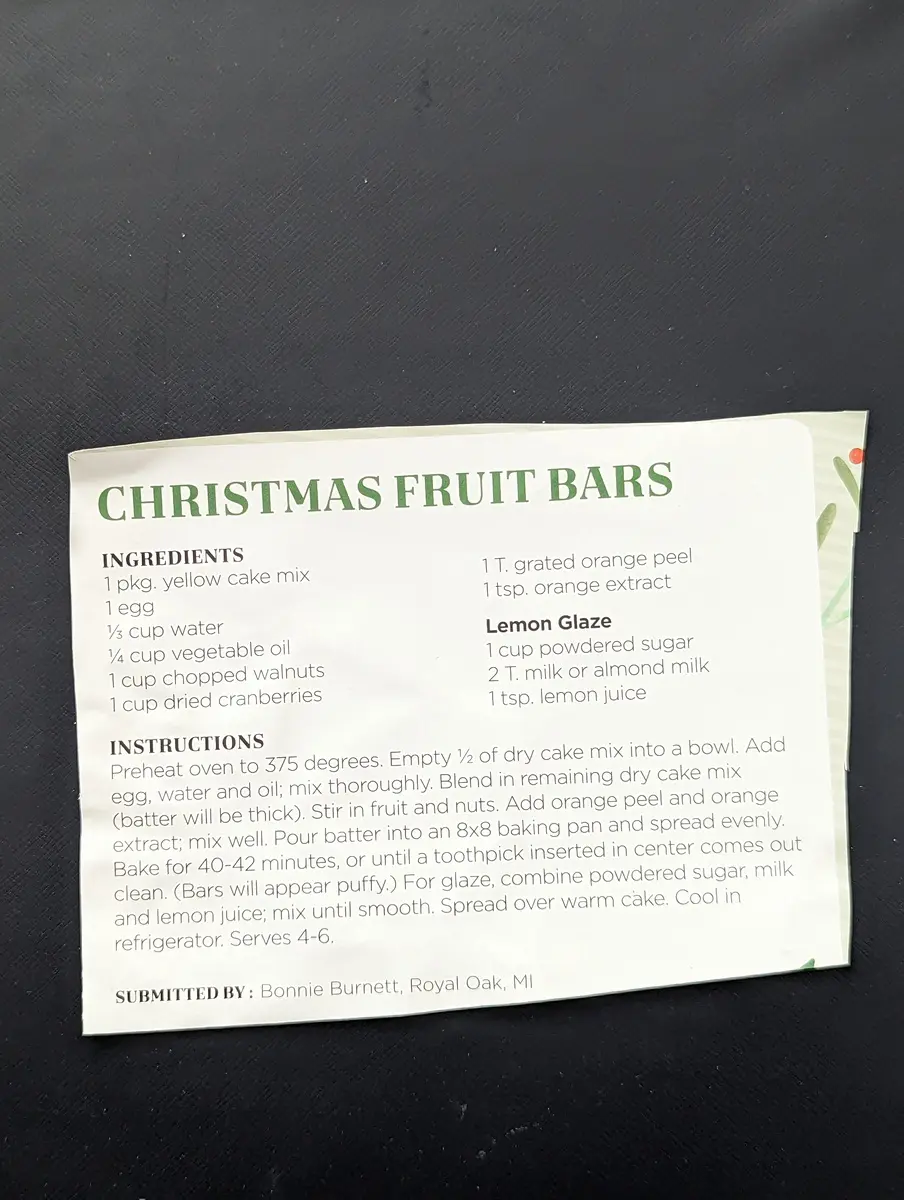 CHRISTMAS FRUIT BARS
INGREDIENTS
1 pkg. yellow cake mix
1 egg
⅓ cup water
¼ cup vegetable oil
1 cup chopped walnuts
1 cup dried cranberries
1 T. grated orange peel
1 tsp. orange extract
Lemon Glaze
1 cup powdered sugar
2 T. milk or almond milk
1 tsp. lemon juice
INSTRUCTIONS
Preheat oven to 375 degrees. Empty ½ of dry cake mix into a bowl. Add
egg, water and oil; mix thoroughly. Blend in remaining dry cake mix
(batter will be thick). Stir in fruit and nuts. Add orange peel and orange
extract; mix well. Pour batter into an 8x8 baking pan and spread evenly.
Bake for 40-42 minutes, or until a toothpick inserted in center comes out
clean. (Bars will appear puffy.) For glaze, combine powdered sugar, milk
and lemon juice; mix until smooth. Spread over warm cake. Cool in
refrigerator. Serves 4-6.
SUBMITTED BY: Bonnie Burnett, Royal Oak, MI